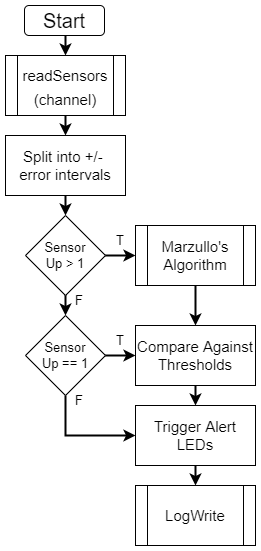 Start
readSensors
(channel)
Split into +/-
error intervals
Sensor
Up > 1
T
Marzullo's
Algorithm
F
Sensor
Up == 1
T
Compare Against
Thresholds
F
Trigger Alert
LEDs
LogWrite